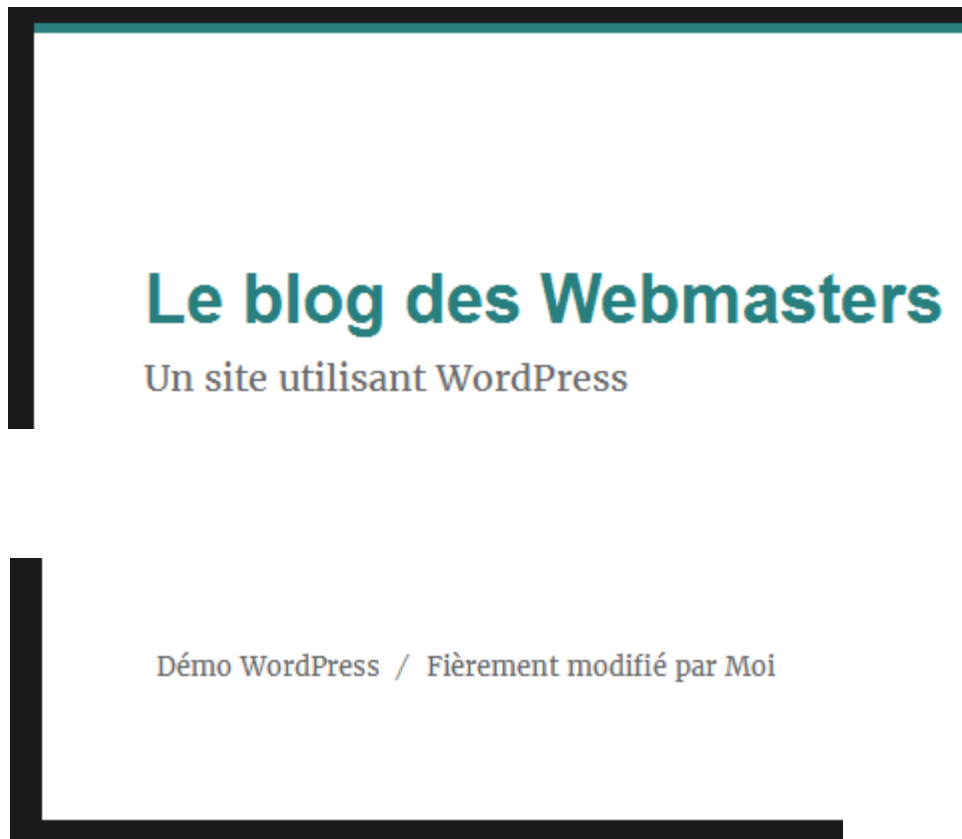 Le blog des Webmasters
Un site utilisant WordPress
Démo WordPress / Fièrement modifié par Moi